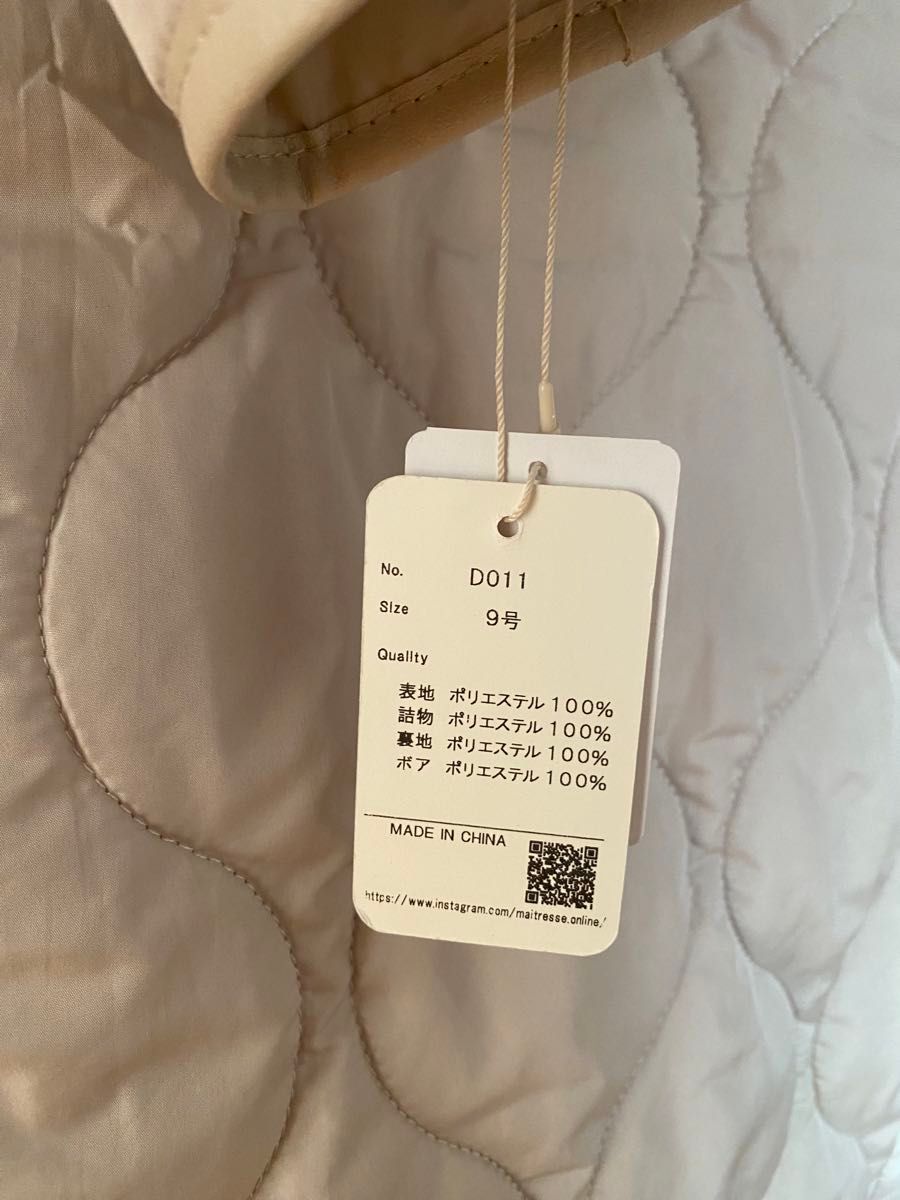 No. D011
Size 9号
Quality
表地 ポリエステル100%
詰物 ポリエステル100%
裏地 ポリエステル100%
ボア ポリエステル100%
MADE IN CHINA
https://www.instagram.com/maitresse.online/